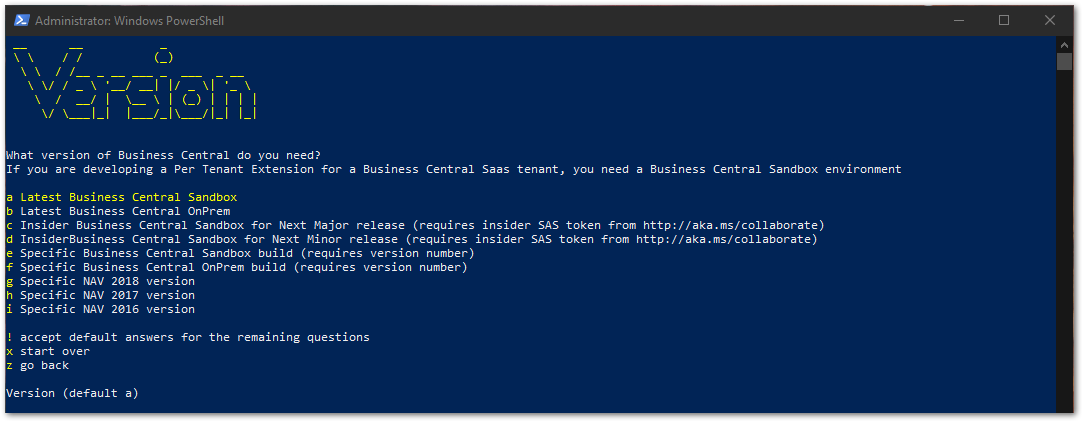 Administrator: Windows PowerShell
Version
What version of Business Central do you need?
If you are developing a Per Tenant Extension for a Business Central Saas tenant, you need a Business Central Sandbox environment
a Latest Business Central Sandbox
b Latest Business Central OnPrem
c Insider Business Central Sandbox for Next Major release (requires insider SAS token from http://aka.ms/collaborate)
d InsiderBusiness Central Sandbox for Next Minor release (requires insider SAS token from http://aka.ms/collaborate)
e Specific Business Central Sandbox build (requires version number)
f Specific Business Central OnPrem build (requires version number)
g Specific NAV 2018 version
h Specific NAV 2017 version
i Specific NAV 2016 version
! accept default answers for the remaining questions
x start over
z go back
Version (default a)